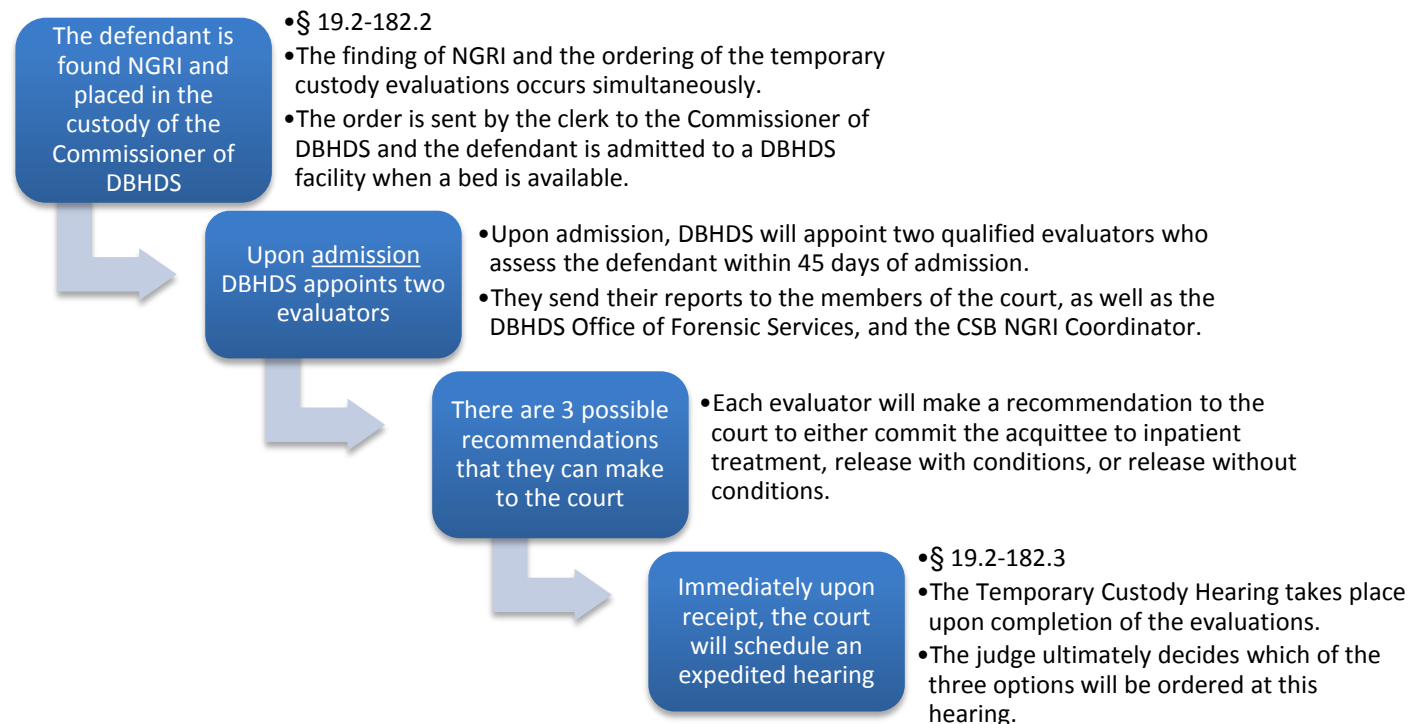 The defendant is
found NGRI and
placed in the
custody of the
Commissioner of
DBHDS
•§ 19.2-182.2
•The finding of NGRI and the ordering of the temporary
custody evaluations occurs simultaneously.
•The order is sent by the clerk to the Commissioner of
DBHDS and the defendant is admitted to a DBHDS
facility when a bed is available.
Upon admission
DBHDS appoints two
evaluators
•Upon admission, DBHDS will appoint two qualified evaluators who
assess the defendant within 45 days of admission.
•They send their reports to the members of the court, as well as the
DBHDS Office of Forensic Services, and the CSB NGRI Coordinator.
There are 3 possible
recommendations
that they can make
to the court
•Each evaluator will make a recommendation to the
court to either commit the acquittee to inpatient
treatment, release with conditions, or release without
conditions.
Immediately upon
receipt, the court
will schedule an
expedited hearing
•§ 19.2-182.3
•The Temporary Custody Hearing takes place
upon completion of the evaluations.
•The judge ultimately decides which of the
three options will be ordered at this
hearing.